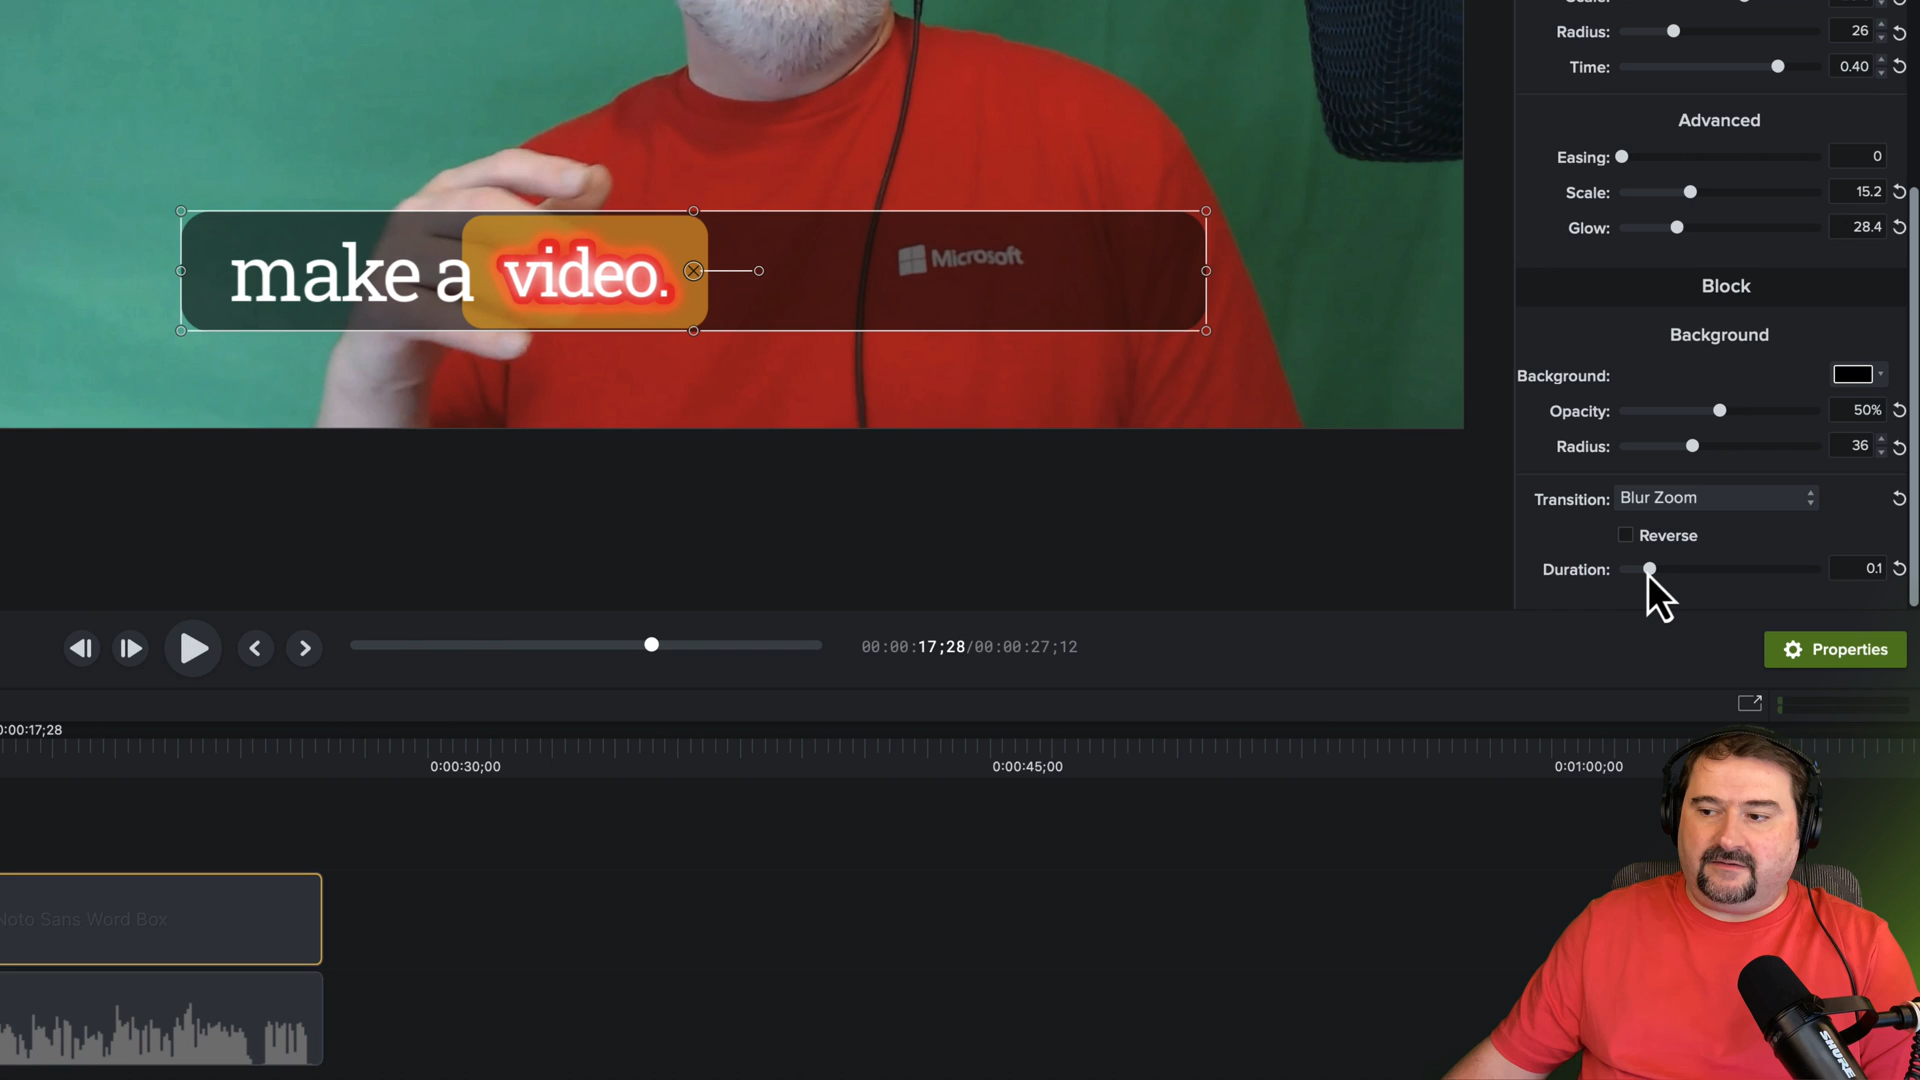 Radius: 26
Time: 0.40
Advanced
Easing: 0
Scale: 15.2
Glow: 28.4
Block
Background
Background:
Opacity: 50%
Radius: 36
Transition: Blur Zoom
Reverse
Duration: 0.1
make a video.
Microsoft
00:00:17;28/00:00:27;12
Properties
0:00:17;28
0:00:30;00
0:00:45;00
0:01:00;00
Noto Sans Word Box
SHURE